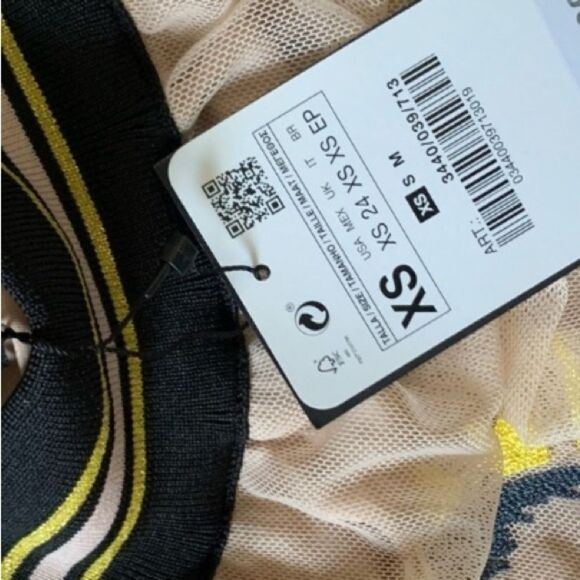 TALLA / SIZE / TAMANHO / TAILLE / MAAT / ΜΕΓΕΘΟΣ
XS
USA MEX UK IT BR
XS 24 XS XS EP
XS S M
3440/039/713
ART.:
03440039713019
FSC